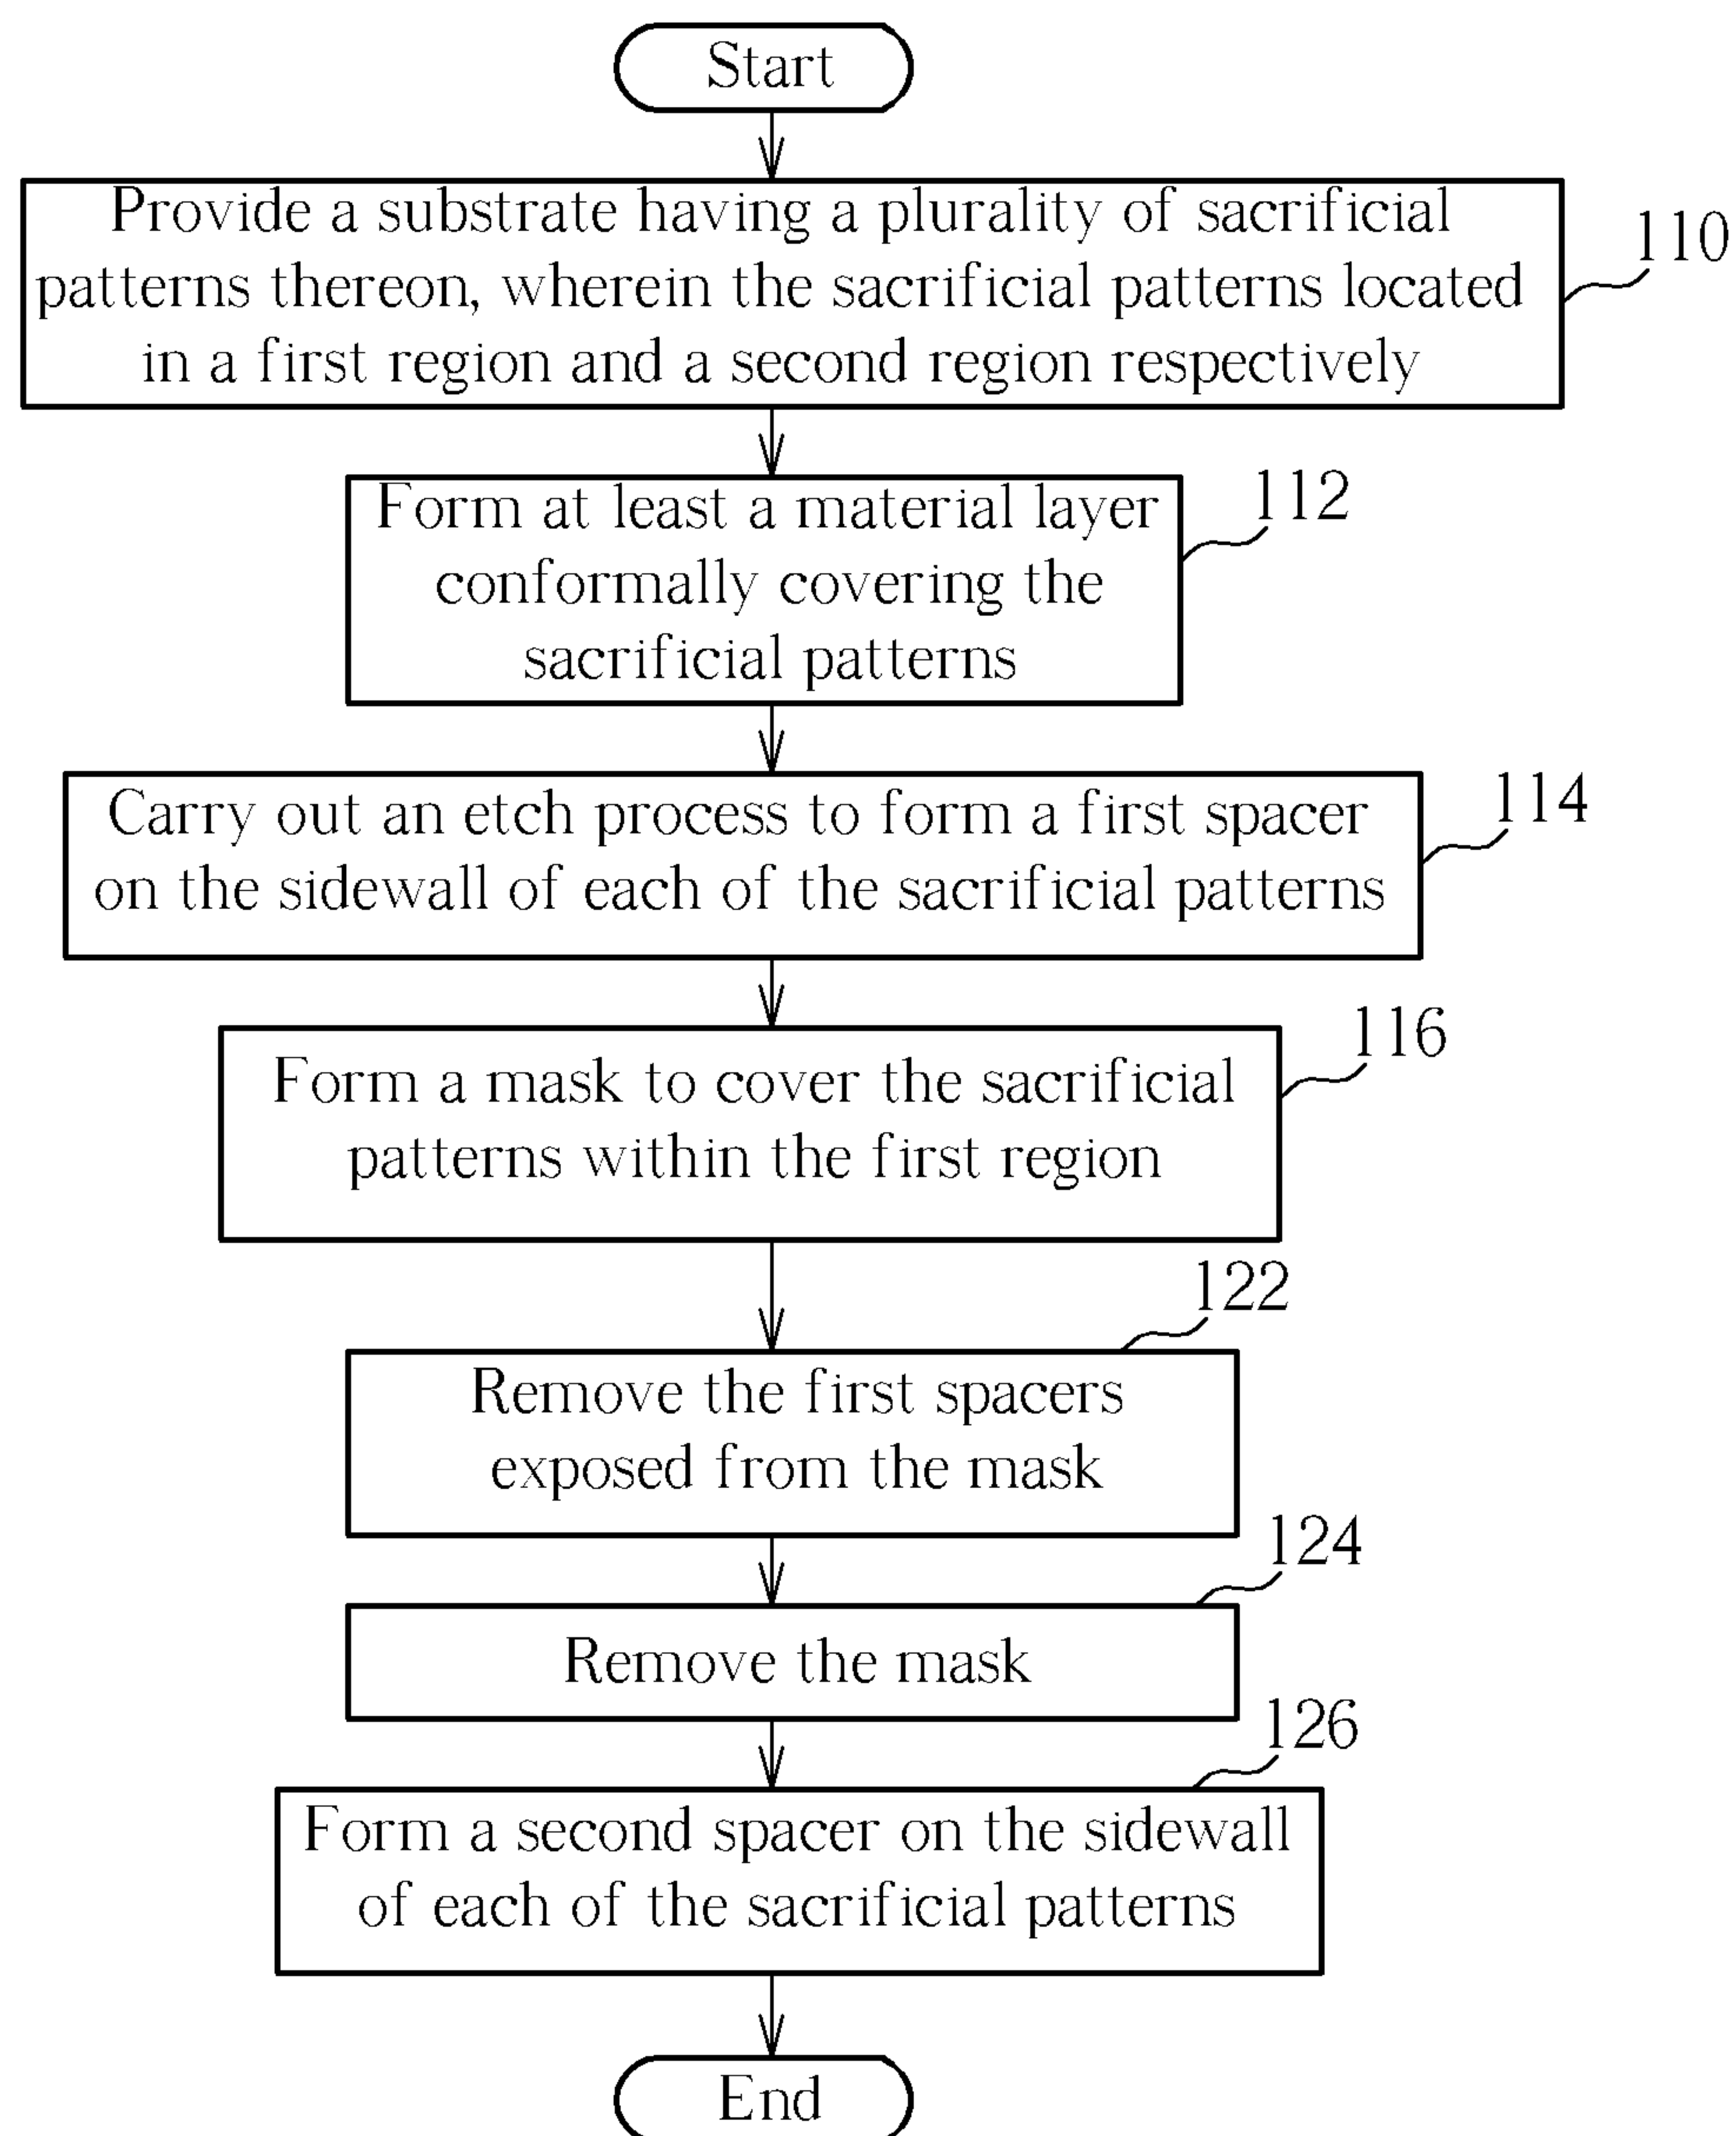 Start
Provide a substrate having a plurality of sacrificial
patterns thereon, wherein the sacrificial patterns located
in a first region and a second region respectively
110
Form at least a material layer
conformally covering the
sacrificial patterns
112
Carry out an etch process to form a first spacer
on the sidewall of each of the sacrificial patterns
114
Form a mask to cover the sacrificial
patterns within the first region
116
Remove the first spacers
exposed from the mask
122
Remove the mask
124
Form a second spacer on the sidewall
of each of the sacrificial patterns
126
End